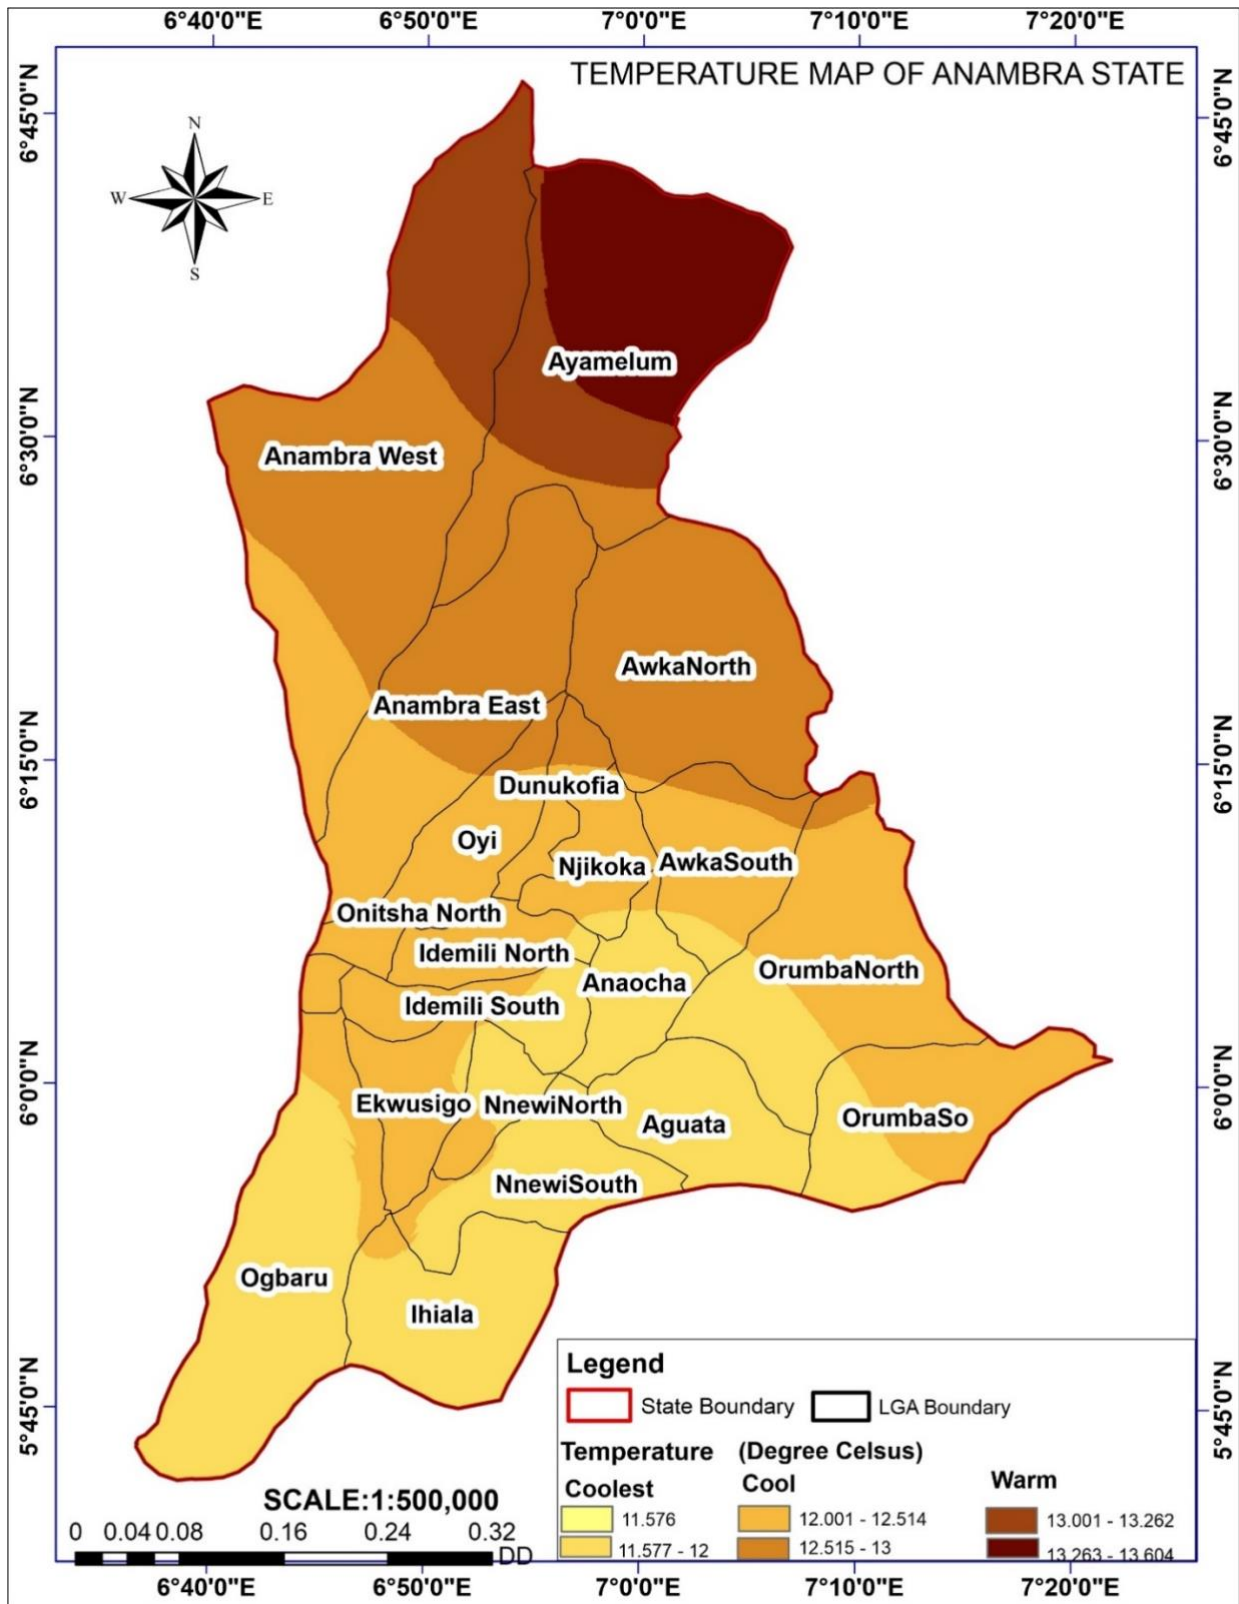 6°40'0"E 6°50'0"E 7°0'0"E 7°10'0"E 7°20'0"E
TEMPERATURE MAP OF ANAMBRA STATE
6°45'0"N 6°45'0"N
N
W E
S
Ayamelum
6°30'0"N 6°30'0"N
Anambra West
AwkaNorth
Anambra East
6°15'0"N 6°15'0"N
Dunukofia
Oyi
Njikoka AwkaSouth
Onitsha North
Idemili North
OrumbaNorth
Anaocha
Idemili South
6°0'0"N 6°0'0"N
Ekwusigo NnewiNorth
Aguata OrumbaSo
NnewiSouth
Ogbaru
Ihiala
Legend
State Boundary LGA Boundary
5°45'0"N 5°45'0"N
Temperature (Degree Celsus)
Coolest Cool Warm
11.576 12.001 - 12.514 13.001 - 13.262
11.577 - 12 12.515 - 13 13.263 - 13.604
SCALE:1:500,000
0 0.04 0.08 0.16 0.24 0.32
DD
6°40'0"E 6°50'0"E 7°0'0"E 7°10'0"E 7°20'0"E